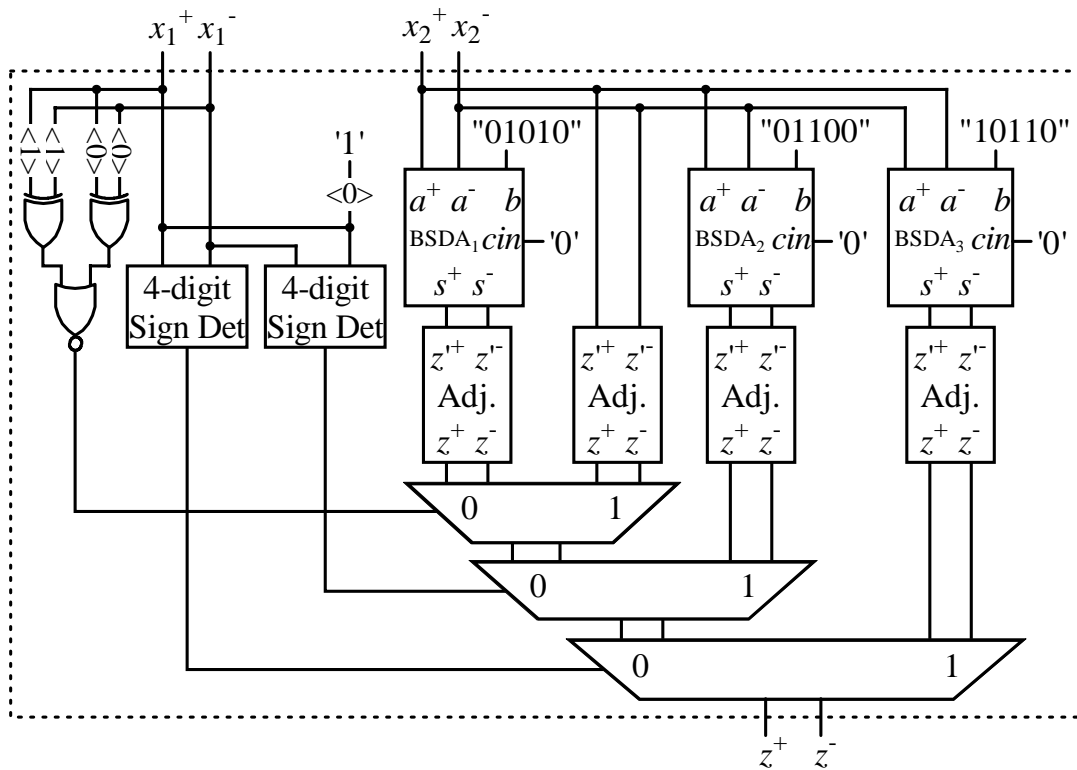 x1+ x1-
x2+ x2-
'1'
"01010"
"01100"
"10110"
<1> <1> <0> <0>
<0>
a+ a- b
a+ a- b
a+ a- b
BSDA1 cin '0'
BSDA2 cin '0'
BSDA3 cin '0'
s+ s-
s+ s-
s+ s-
4-digit
Sign Det
4-digit
Sign Det
z'+ z'-
Adj.
z+ z-
z'+ z'-
Adj.
z+ z-
z'+ z'-
Adj.
z+ z-
z'+ z'-
Adj.
z+ z-
0 1
0 1
0 1
z+ z-